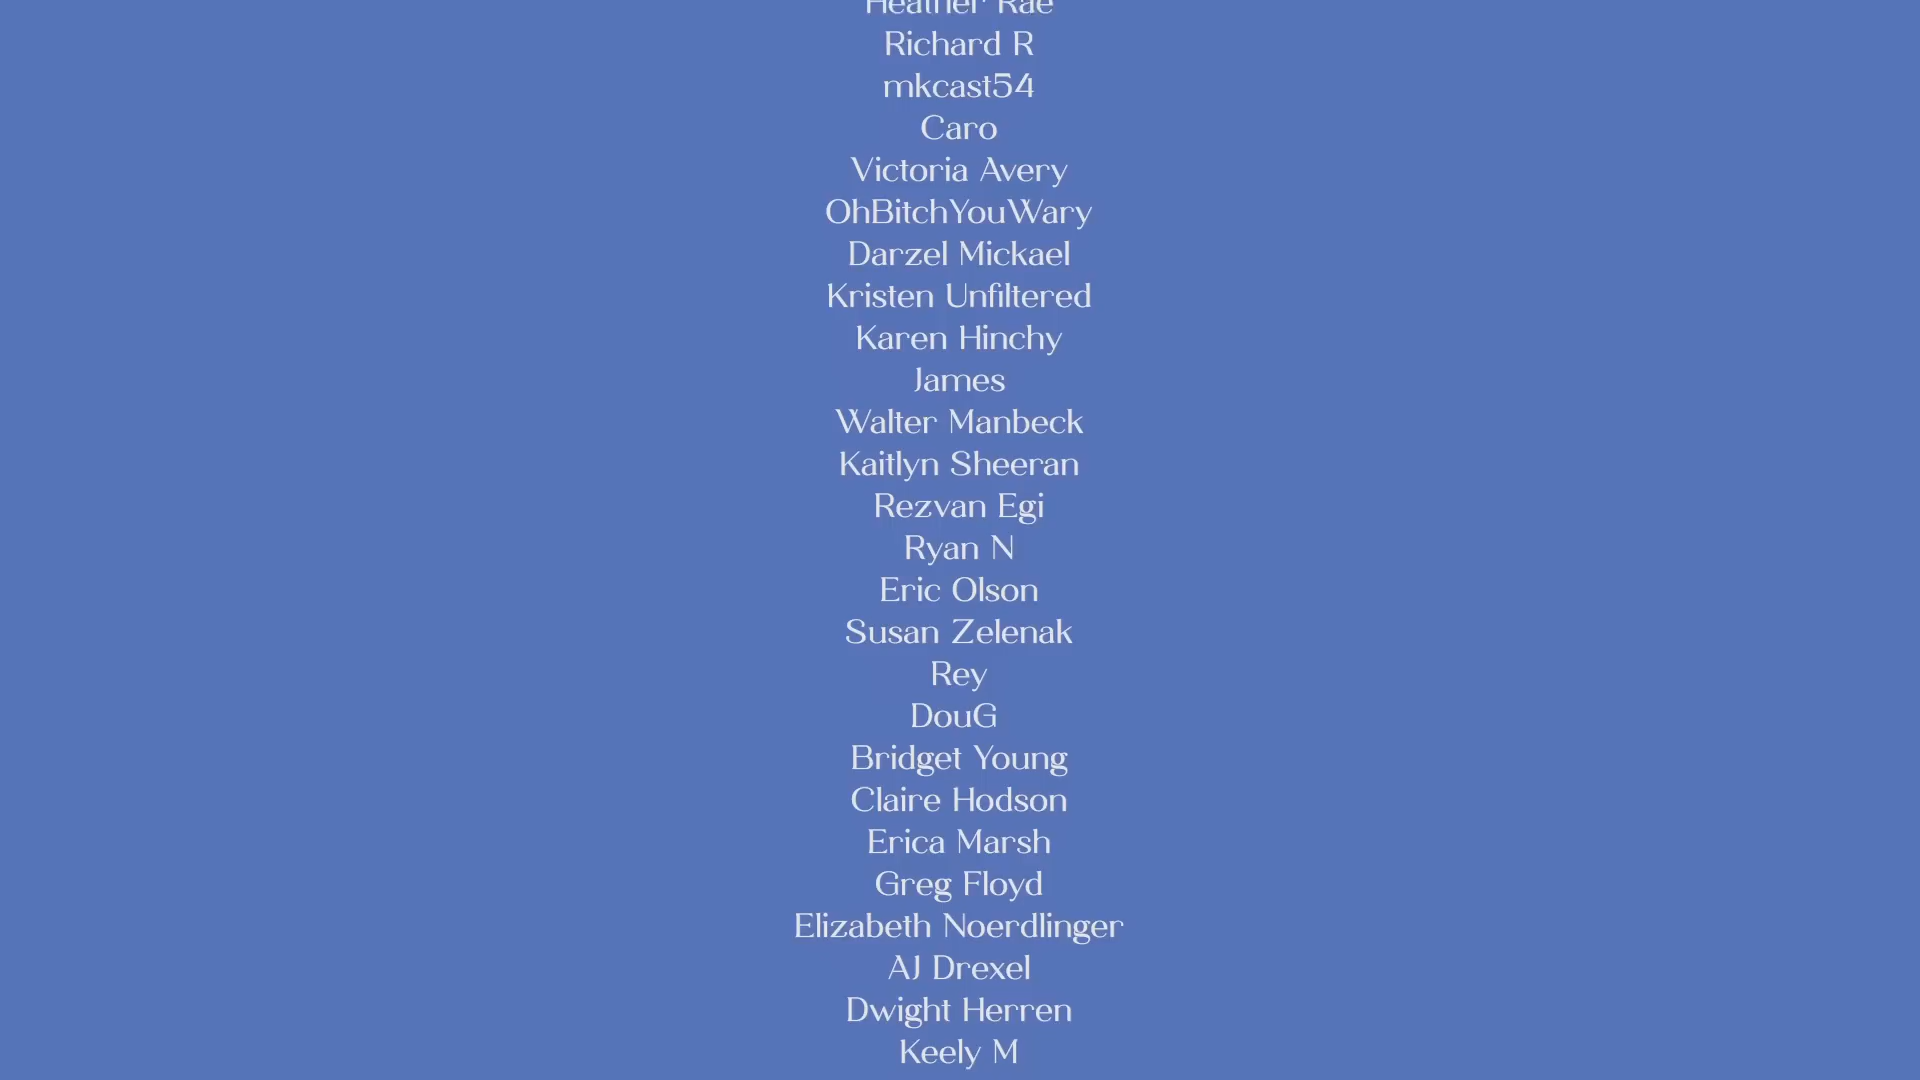 Heather Rae
Richard R
mkcast54
Caro
Victoria Avery
OhBitchYouWary
Darzel Mickael
Kristen Unfiltered
Karen Hinchy
James
Walter Manbeck
Kaitlyn Sheeran
Rezvan Egi
Ryan N
Eric Olson
Susan Zelenak
Rey
DouG
Bridget Young
Claire Hodson
Erica Marsh
Greg Floyd
Elizabeth Noerdlinger
AJ Drexel
Dwight Herren
Keely M